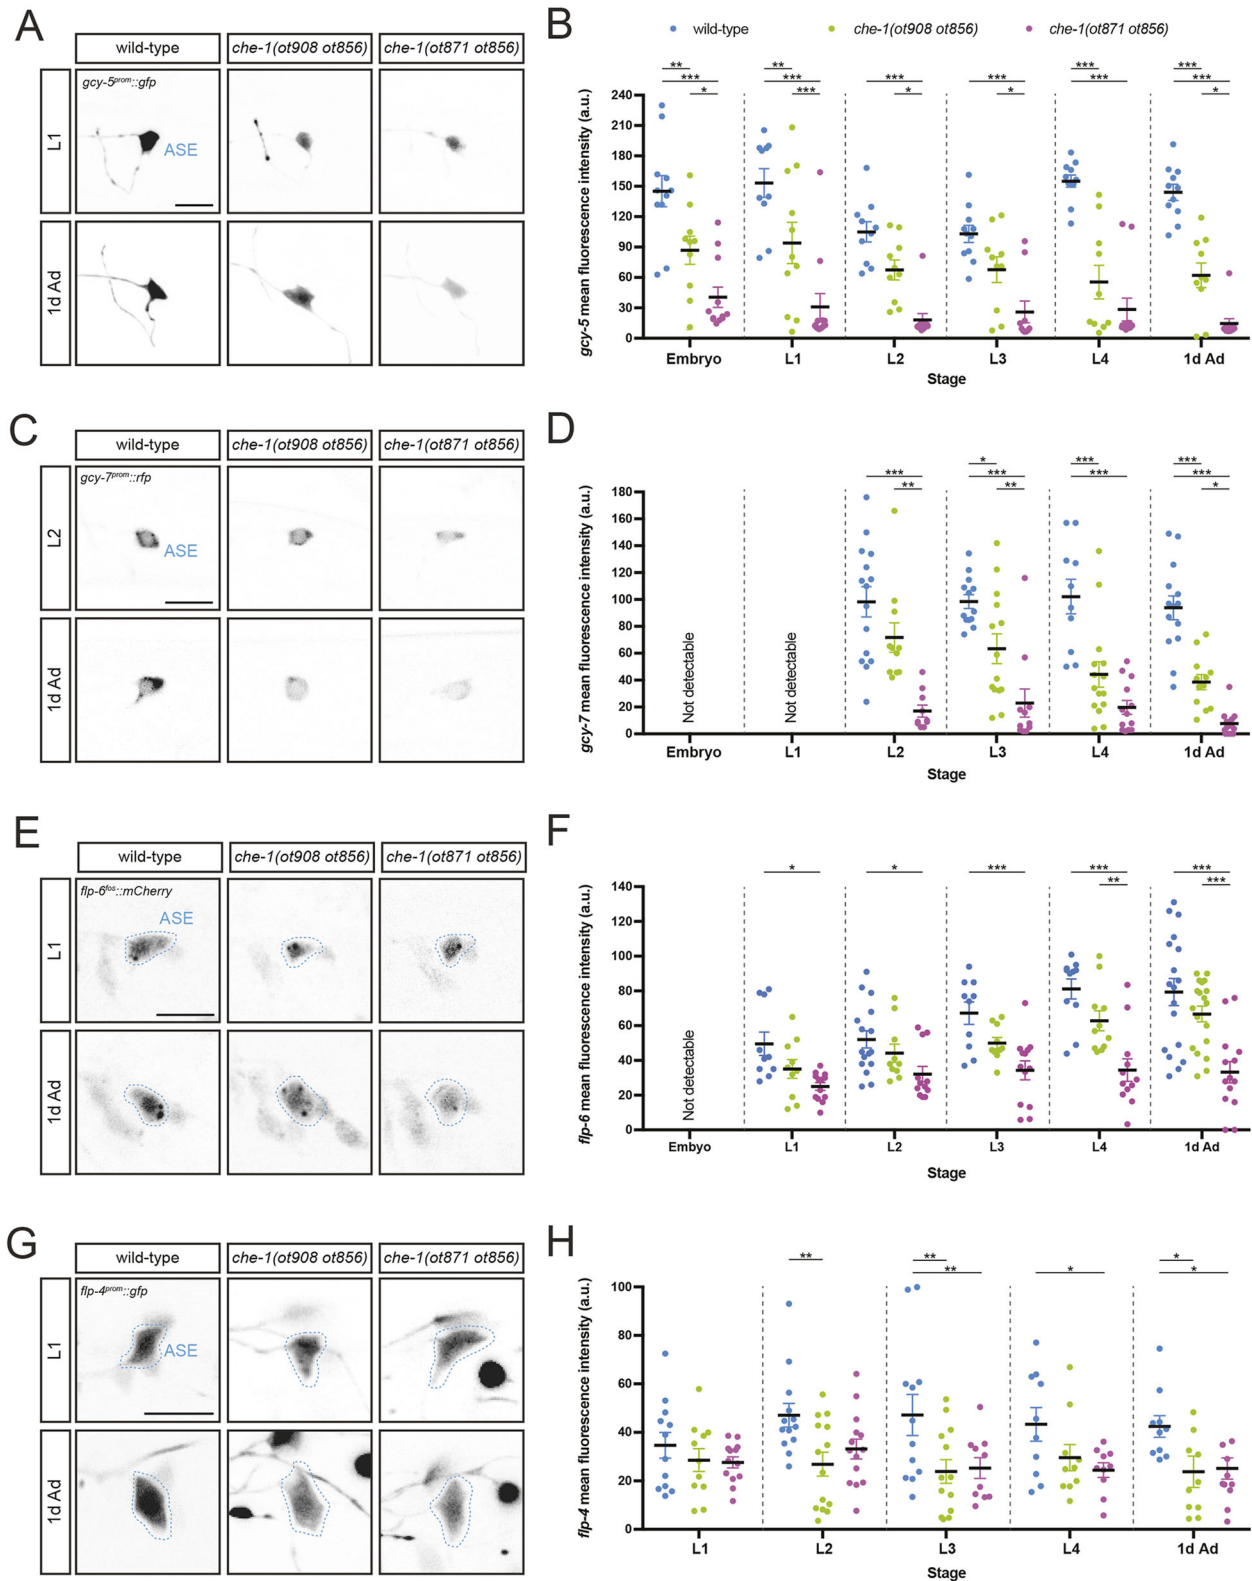 A
wild-type
che-1(ot908 ot856)
che-1(ot871 ot856)
L1
gcy-5prom::gfp
ASE
1d Ad
B
wild-type
che-1(ot908 ot856)
che-1(ot871 ot856)
** *** *
** *** ***
*** *
*** *
*** ***
*** *** *
gcy-5 mean fluorescence intensity (a.u.)
240
210
180
150
120
90
60
30
0
Embryo L1 L2 L3 L4 1d Ad
Stage
C
wild-type
che-1(ot908 ot856)
che-1(ot871 ot856)
L2
gcy-7prom::rfp
ASE
1d Ad
D
*** **
* *** **
*** ***
*** *** *
gcy-7 mean fluorescence intensity (a.u.)
180
160
140
120
100
80
60
40
20
0
Not detectable
Not detectable
Embryo L1 L2 L3 L4 1d Ad
Stage
E
wild-type
che-1(ot908 ot856)
che-1(ot871 ot856)
L1
flp-6fos::mCherry
ASE
1d Ad
F
*
*
***
*** **
*** ***
flp-6 mean fluorescence intensity (a.u.)
140
120
100
80
60
40
20
0
Not detectable
Embryo L1 L2 L3 L4 1d Ad
Stage
G
wild-type
che-1(ot908 ot856)
che-1(ot871 ot856)
L1
flp-4prom::gfp
ASE
1d Ad
H
**
** **
*
* *
flp-4 mean fluorescence intensity (a.u.)
100
80
60
40
20
0
L1 L2 L3 L4 1d Ad
Stage